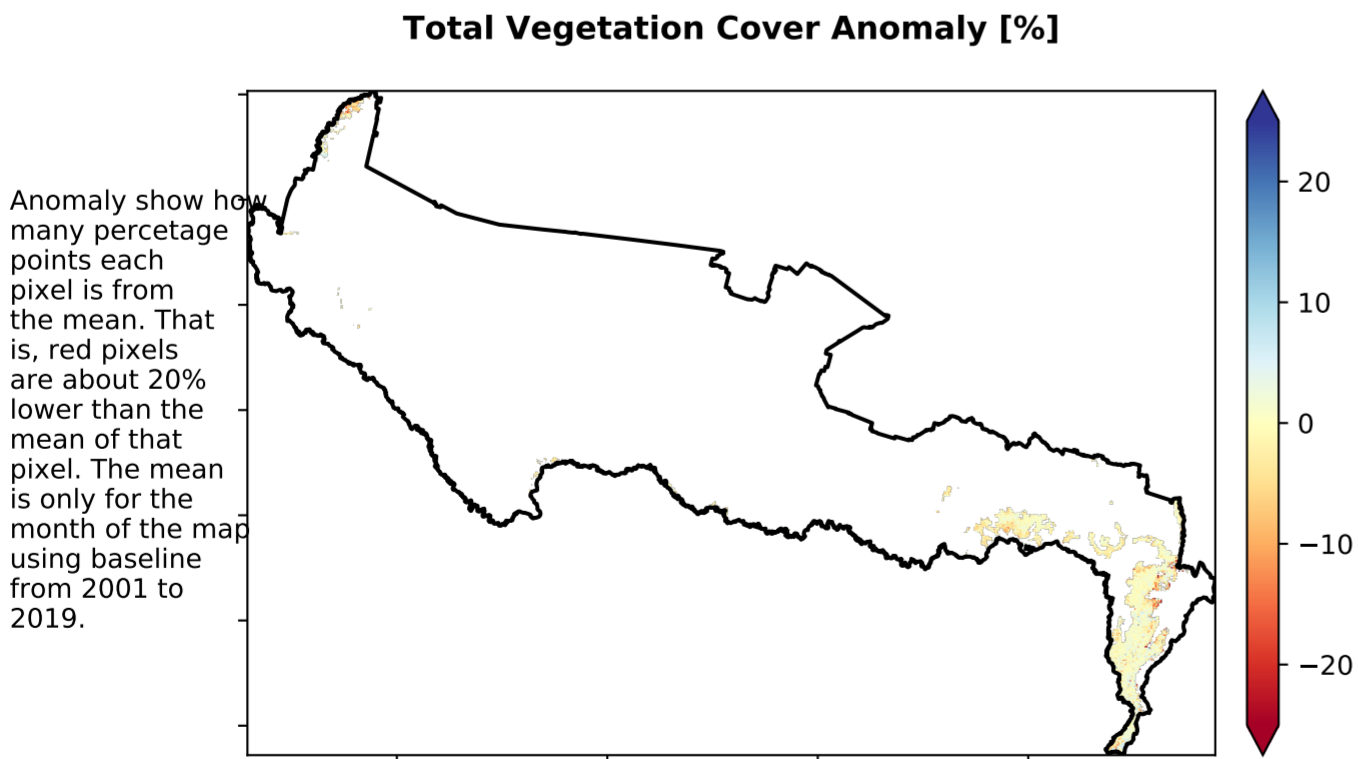 Total Vegetation Cover Anomaly [%]
Anomaly show how
many percetage
points each
pixel is from
the mean. That
is, red pixels
are about 20%
lower than the
mean of that
pixel. The mean
is only for the
month of the map
using baseline
from 2001 to
2019.
20
10
0
−10
−20